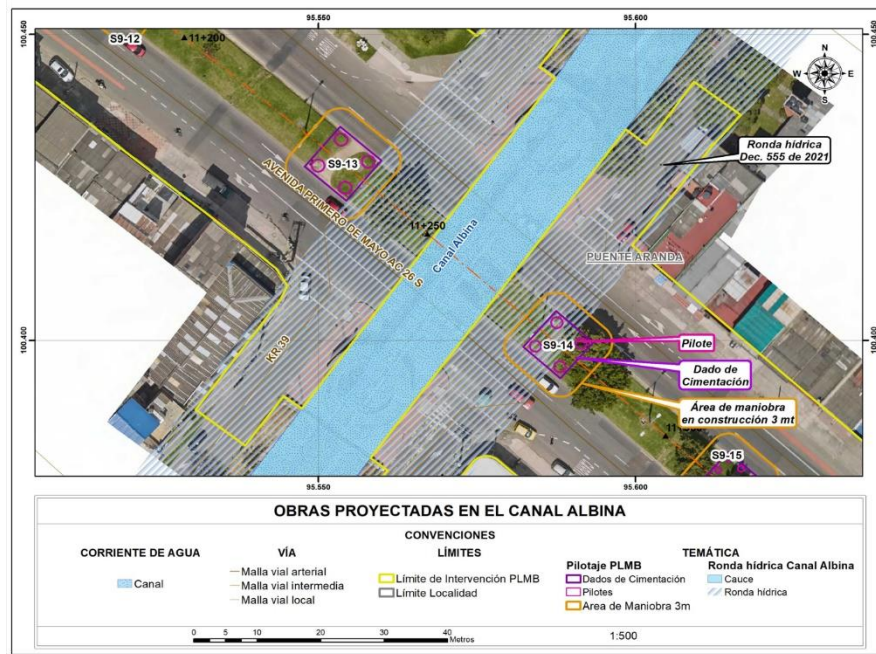 95.550
95.600
100.450
100.450
S9-12
11+200
N
W
E
S
Ronda hídrica
Dec. 555 de 2021
S9-13
AVENIDA PRIMERO DE MAYO AC 26 S
11+250
Canal Albina
PUENTE ARANDA
100.400
100.400
KR 39
S9-14
Pilote
Dado de
Cimentación
Área de maniobra
en construcción 3 mt
S9-15
95.550
95.600
OBRAS PROYECTADAS EN EL CANAL ALBINA
CONVENCIONES
CORRIENTE DE AGUA
Canal
VÍA
Malla vial arterial
Malla vial intermedia
Malla vial local
LÍMITES
Límite de Intervención PLMB
Límite Localidad
TEMÁTICA
Pilotaje PLMB
Dados de Cimentación
Pilotes
Area de Maniobra 3m
Ronda hídrica Canal Albina
Cauce
Ronda hídrica
0 5 10 20 30 40
Metros
1:500